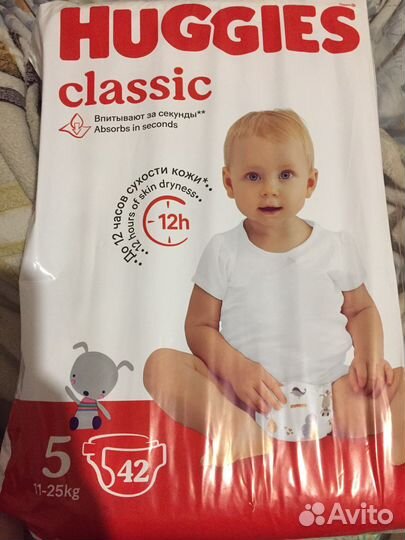 HUGGIES
classic
Впитывают за секунды**
Absorbs in seconds
••До 12 часов сухости кожи*••
••12 hours of skin dryness••
12h
5
42
11-25kg
Avito